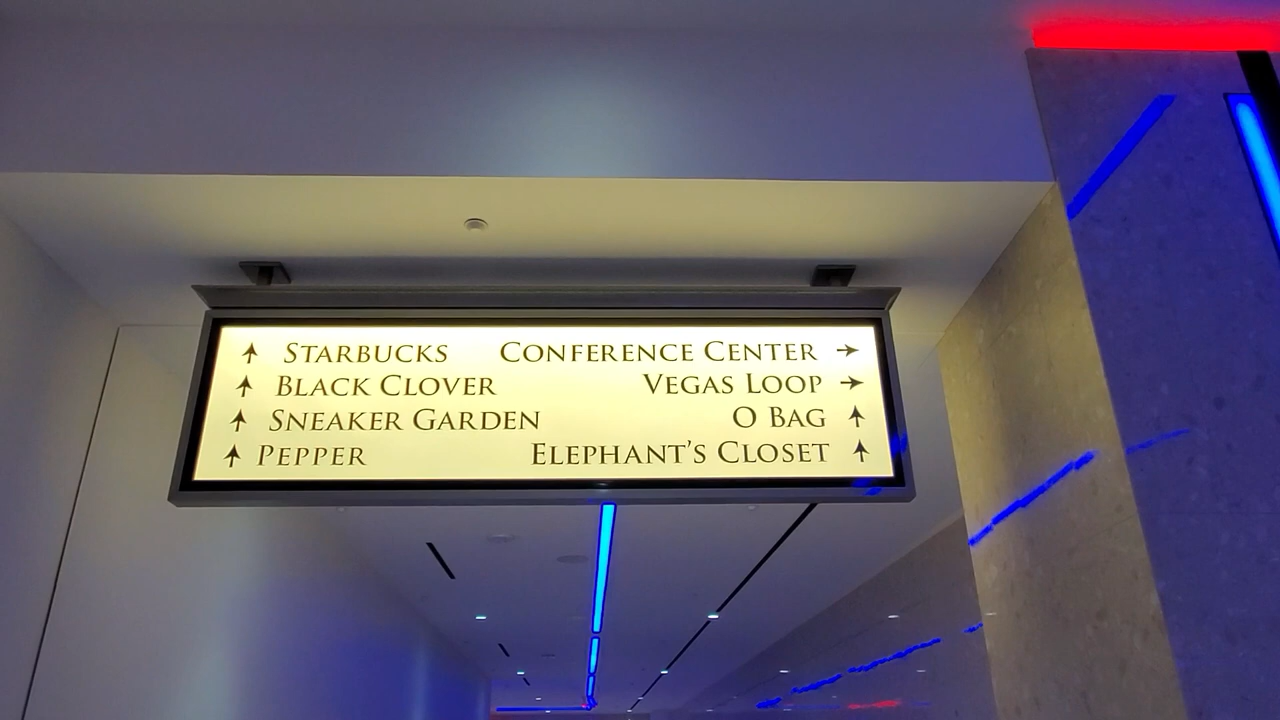 ↑ STARBUCKS CONFERENCE CENTER →
↑ BLACK CLOVER VEGAS LOOP →
↑ SNEAKER GARDEN O BAG ↑
↑ PEPPER ELEPHANT'S CLOSET ↑